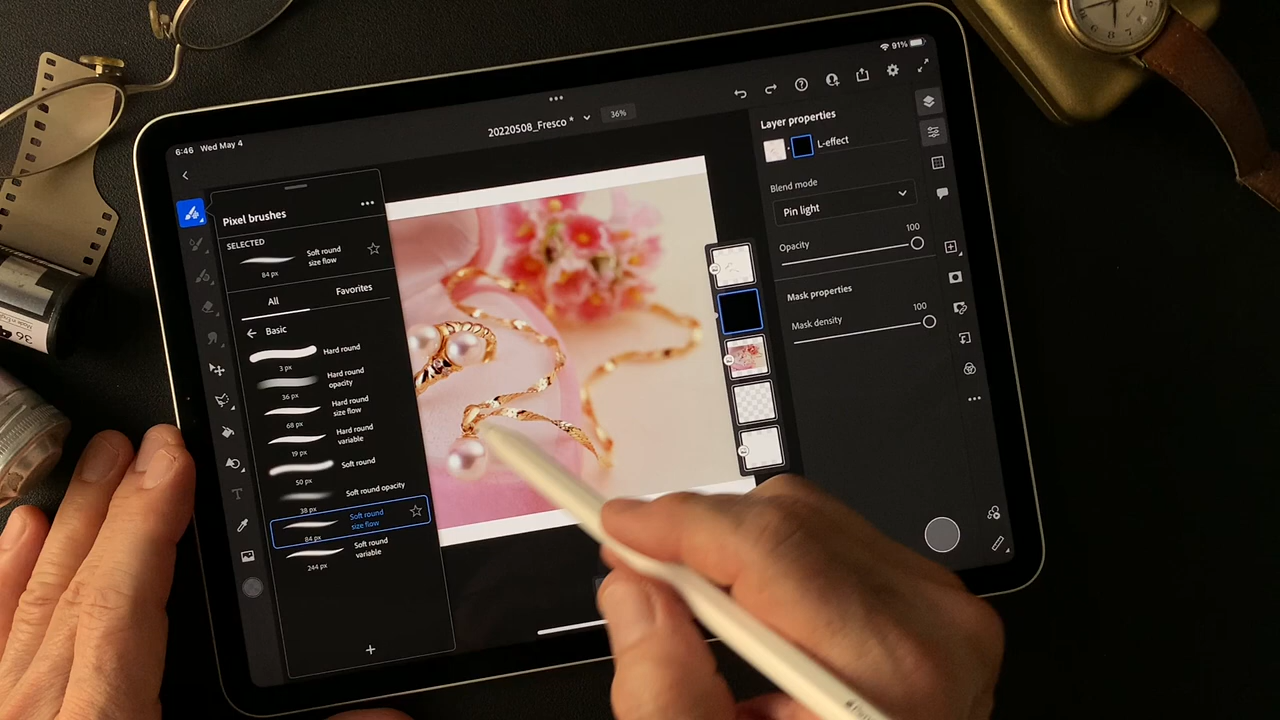 6:46 Wed May 4
91%
20220508_Fresco *
36%
Pixel brushes
SELECTED
Soft round
size flow
84 px
All
Favorites
Basic
Hard round
3 px
Hard round
opacity
36 px
Hard round
size flow
68 px
Hard round
variable
19 px
Soft round
50 px
Soft round opacity
38 px
Soft round
size flow
84 px
Soft round
variable
244 px
Layer properties
L-effect
Blend mode
Pin light
Opacity
100
Mask properties
Mask density
100
36